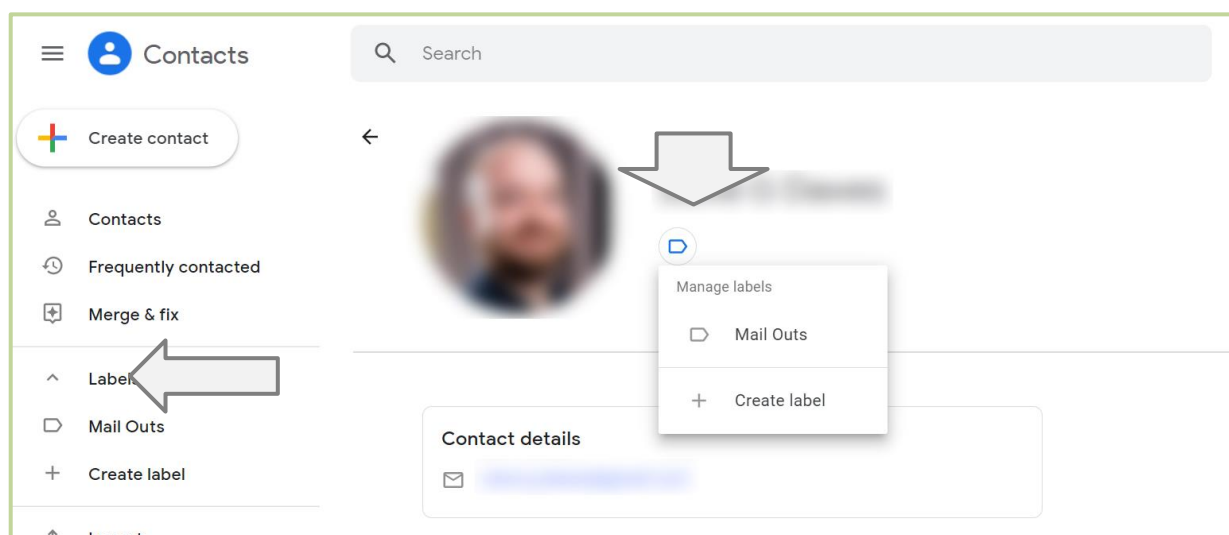 Contacts
Search
Create contact
Contacts
Frequently contacted
Merge & fix
Mail Outs
Create label
Manage labels
Mail Outs
Create label
Contact details